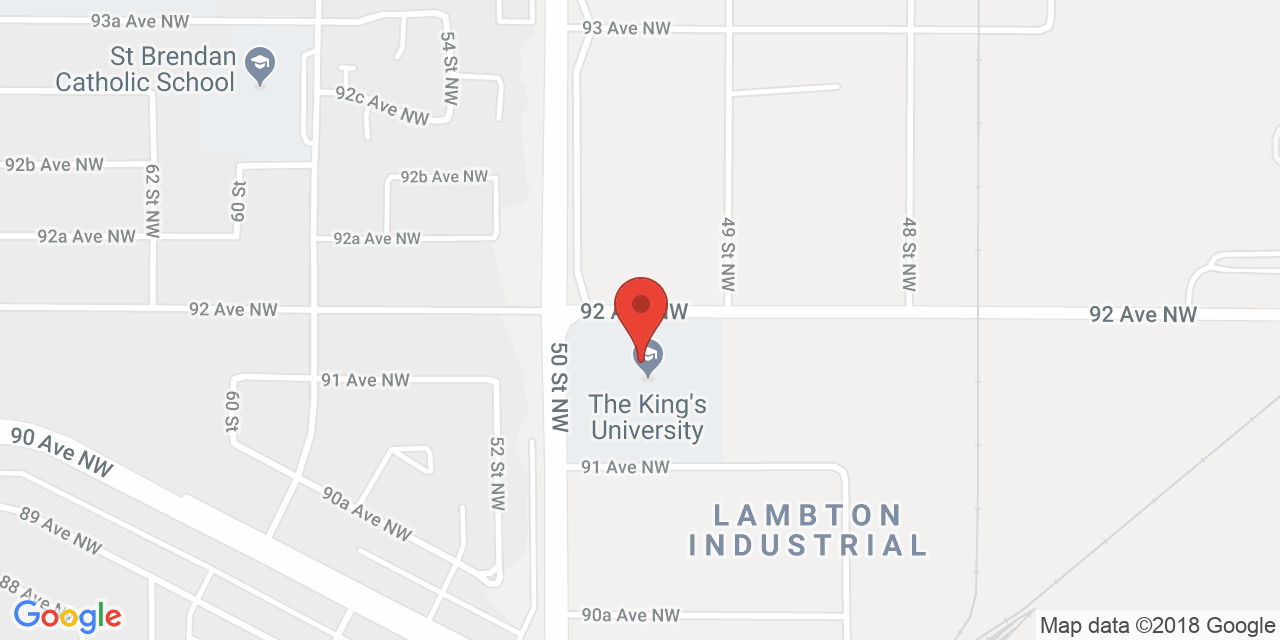 93a Ave NW
93 Ave NW
St Brendan
Catholic School
54 St NW
92c Ave NW
92b Ave NW
62 St NW
60 St
92b Ave NW
92a Ave NW
92a Ave NW
49 St NW
48 St NW
92 Ave NW
92 A NW
92 Ave NW
50 St NW
The King's
University
91 Ave NW
60 St
90 Ave NW
52 St NW
91 Ave NW
90a Ave NW
89 Ave NW
LAMBTON
INDUSTRIAL
88 Av
90a Ave NW
Google
Map data ©2018 Google